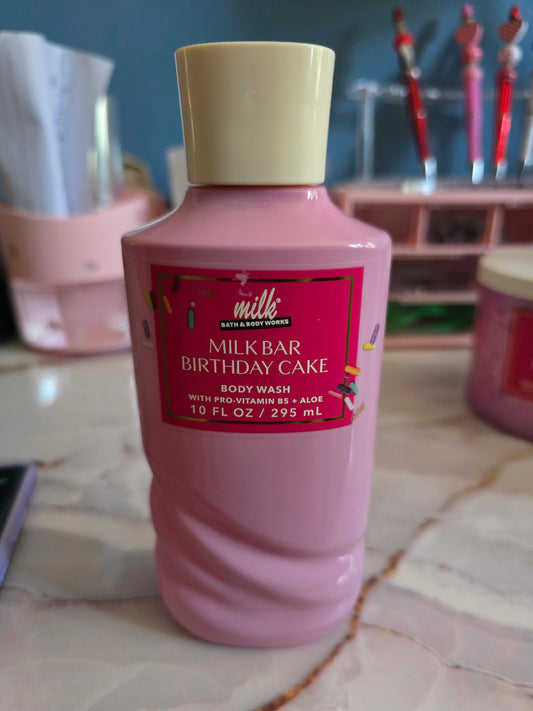 milk
BATH & BODY WORKS
MILK BAR
BIRTHDAY CAKE
BODY WASH
WITH PRO-VITAMIN B5 + ALOE
10 FL OZ / 295 mL